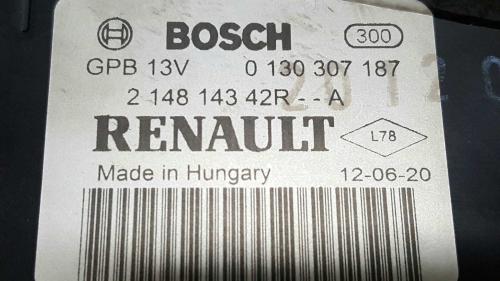 BOSCH 300
GPB 13V 0 130 307 187
2 148 143 42R - - A
RENAULT L78
Made in Hungary 12-06-20